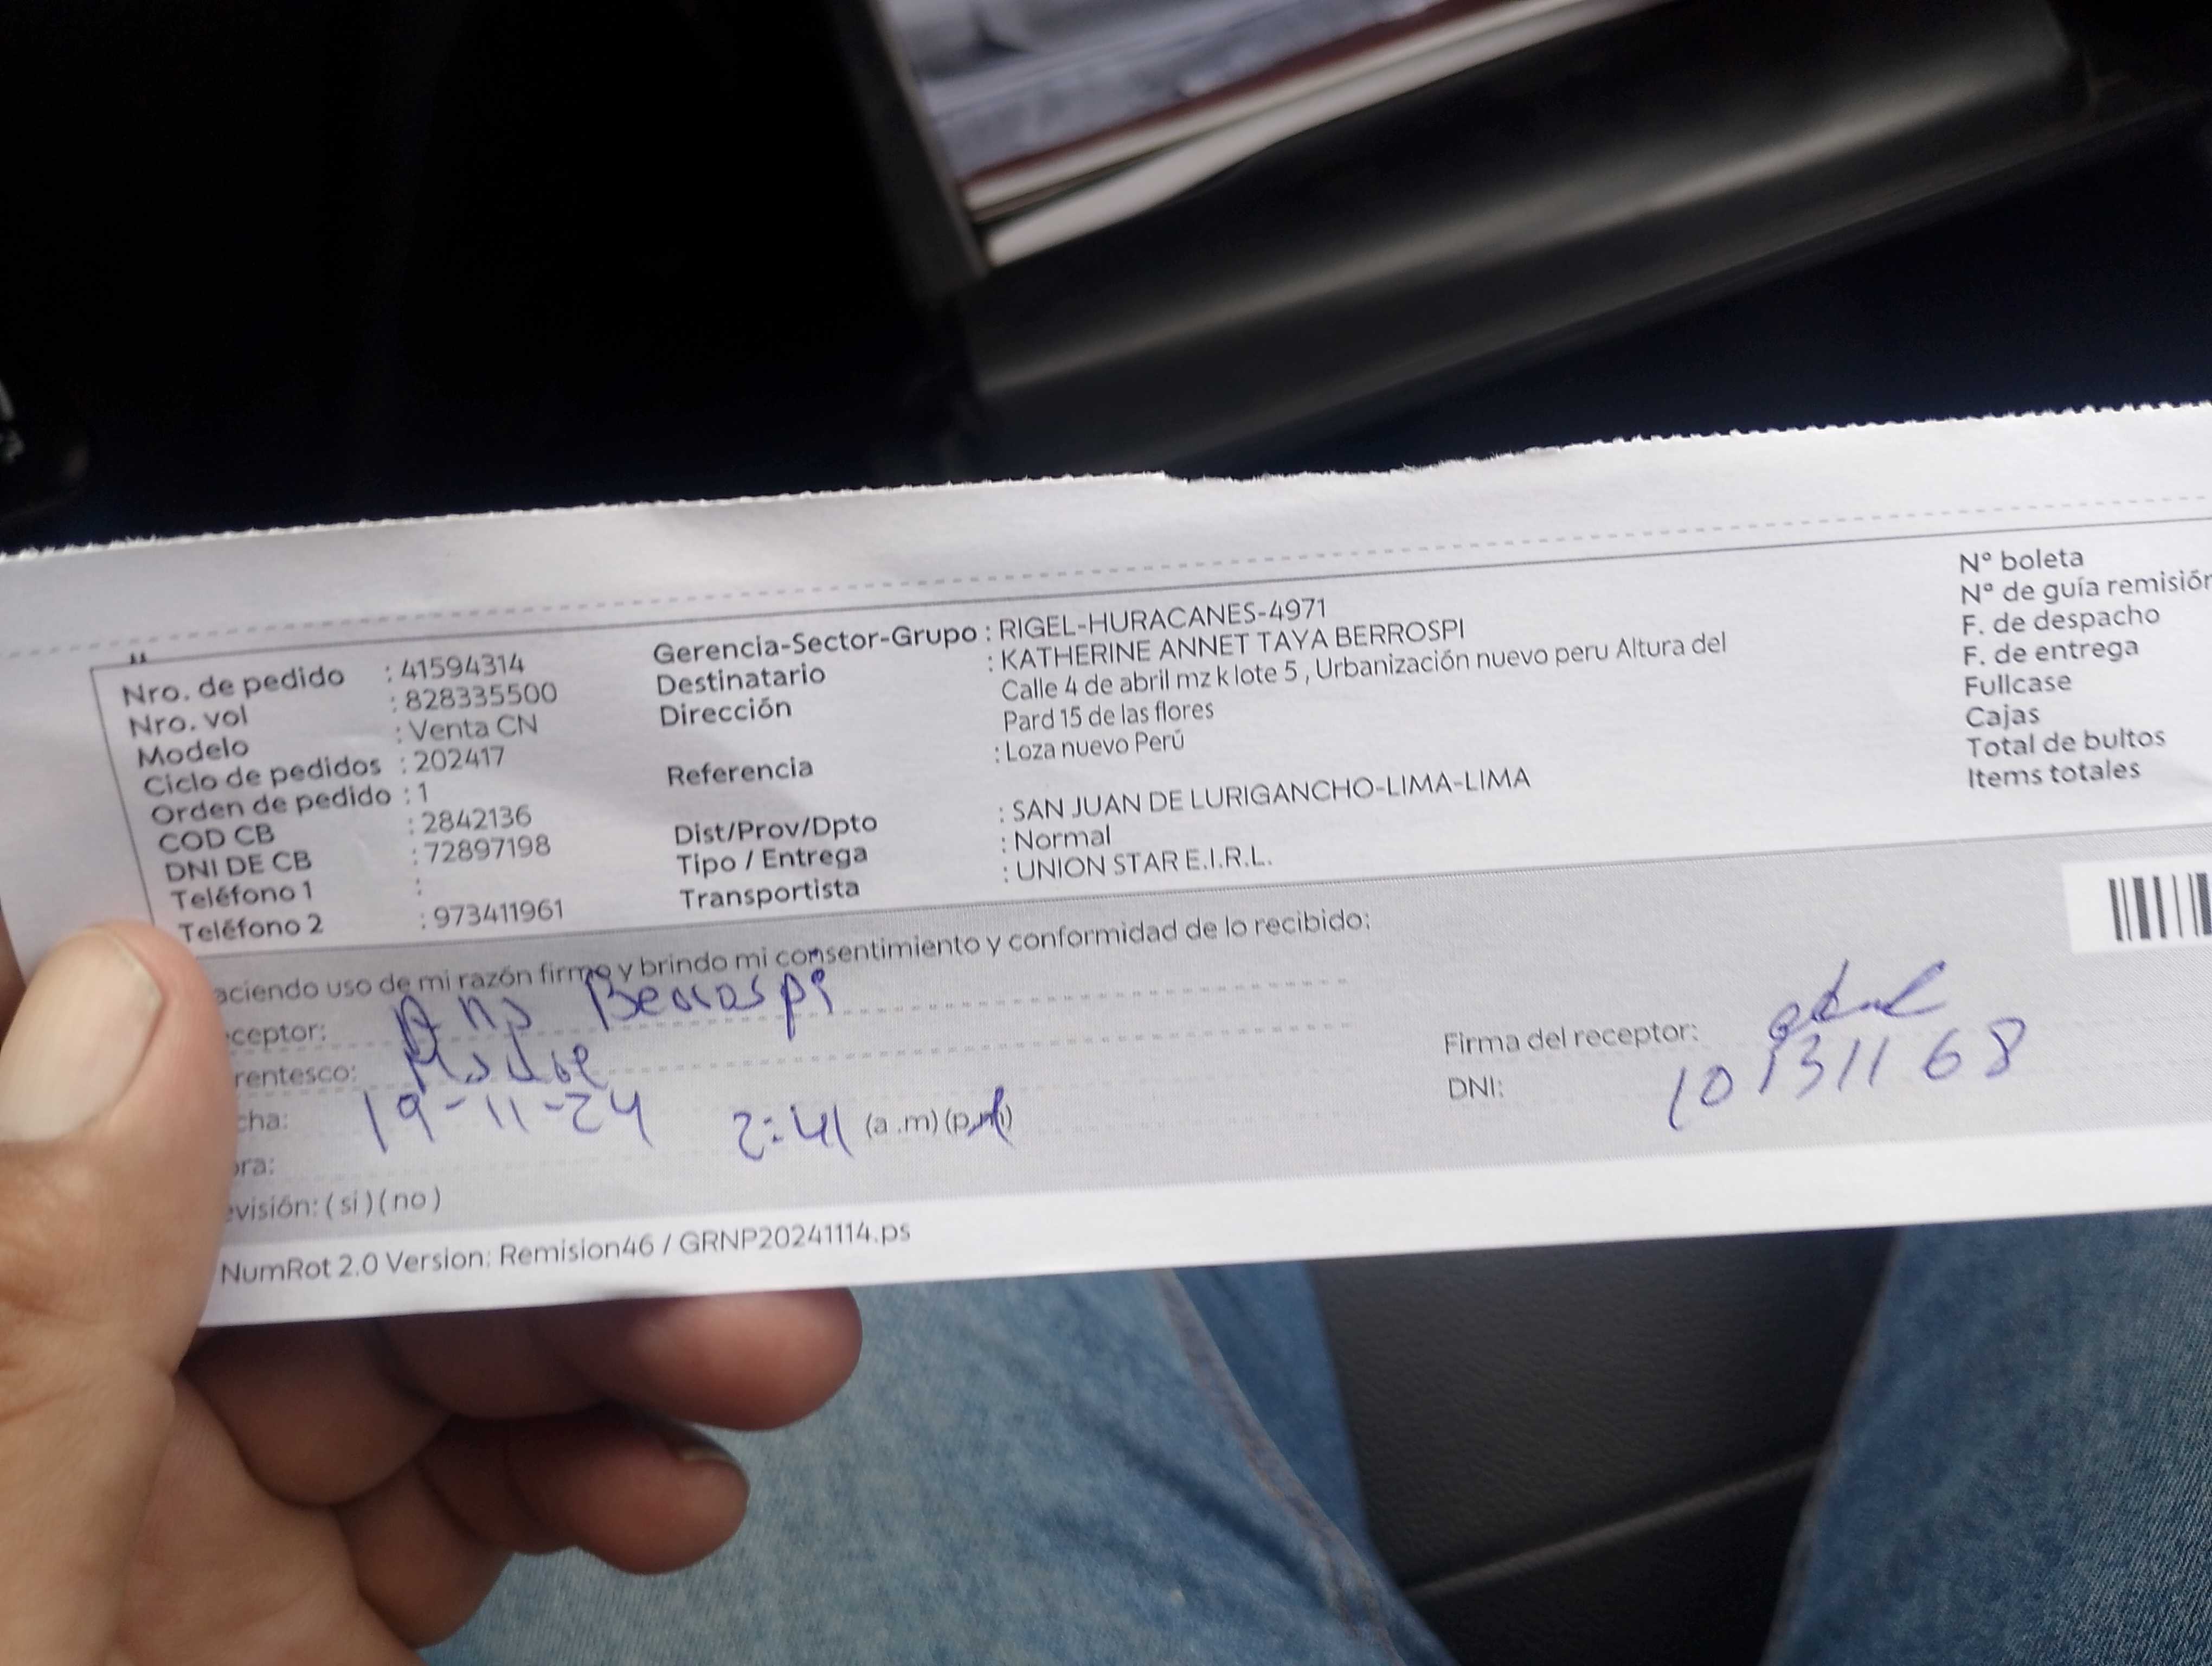 Nro. de pedido : 41594314
Nro. vol : 828335500
Modelo : Venta CN
Ciclo de pedidos : 202417
Orden de pedido : 1
COD CB : 2842136
DNI DE CB : 72897198
Teléfono 1 :
Teléfono 2 : 973411961
Gerencia-Sector-Grupo : RIGEL-HURACANES-4971
Destinatario : KATHERINE ANNET TAYA BERROSPI
Dirección Calle 4 de abril mz k lote 5 , Urbanización nuevo peru Altura del
Pard 15 de las flores
Referencia : Loza nuevo Perú
Dist/Prov/Dpto : SAN JUAN DE LURIGANCHO-LIMA-LIMA
Tipo / Entrega : Normal
Transportista : UNION STAR E.I.R.L.
N° boleta
N° de guía remisión
F. de despacho
F. de entrega
Fullcase
Cajas
Total de bultos
Items totales
aciendo uso de mi razón firmo y brindo mi consentimiento y conformidad de lo recibido:
ceptor: Ana Berrospi
rentesco: Madre
cha: 19-11-24 2:41 (a.m) (p.m)
ora:
evisión: (si) (no)
Firma del receptor:
DNI: 10131168
NumRot 2.0 Version: Remision46 / GRNP20241114.ps